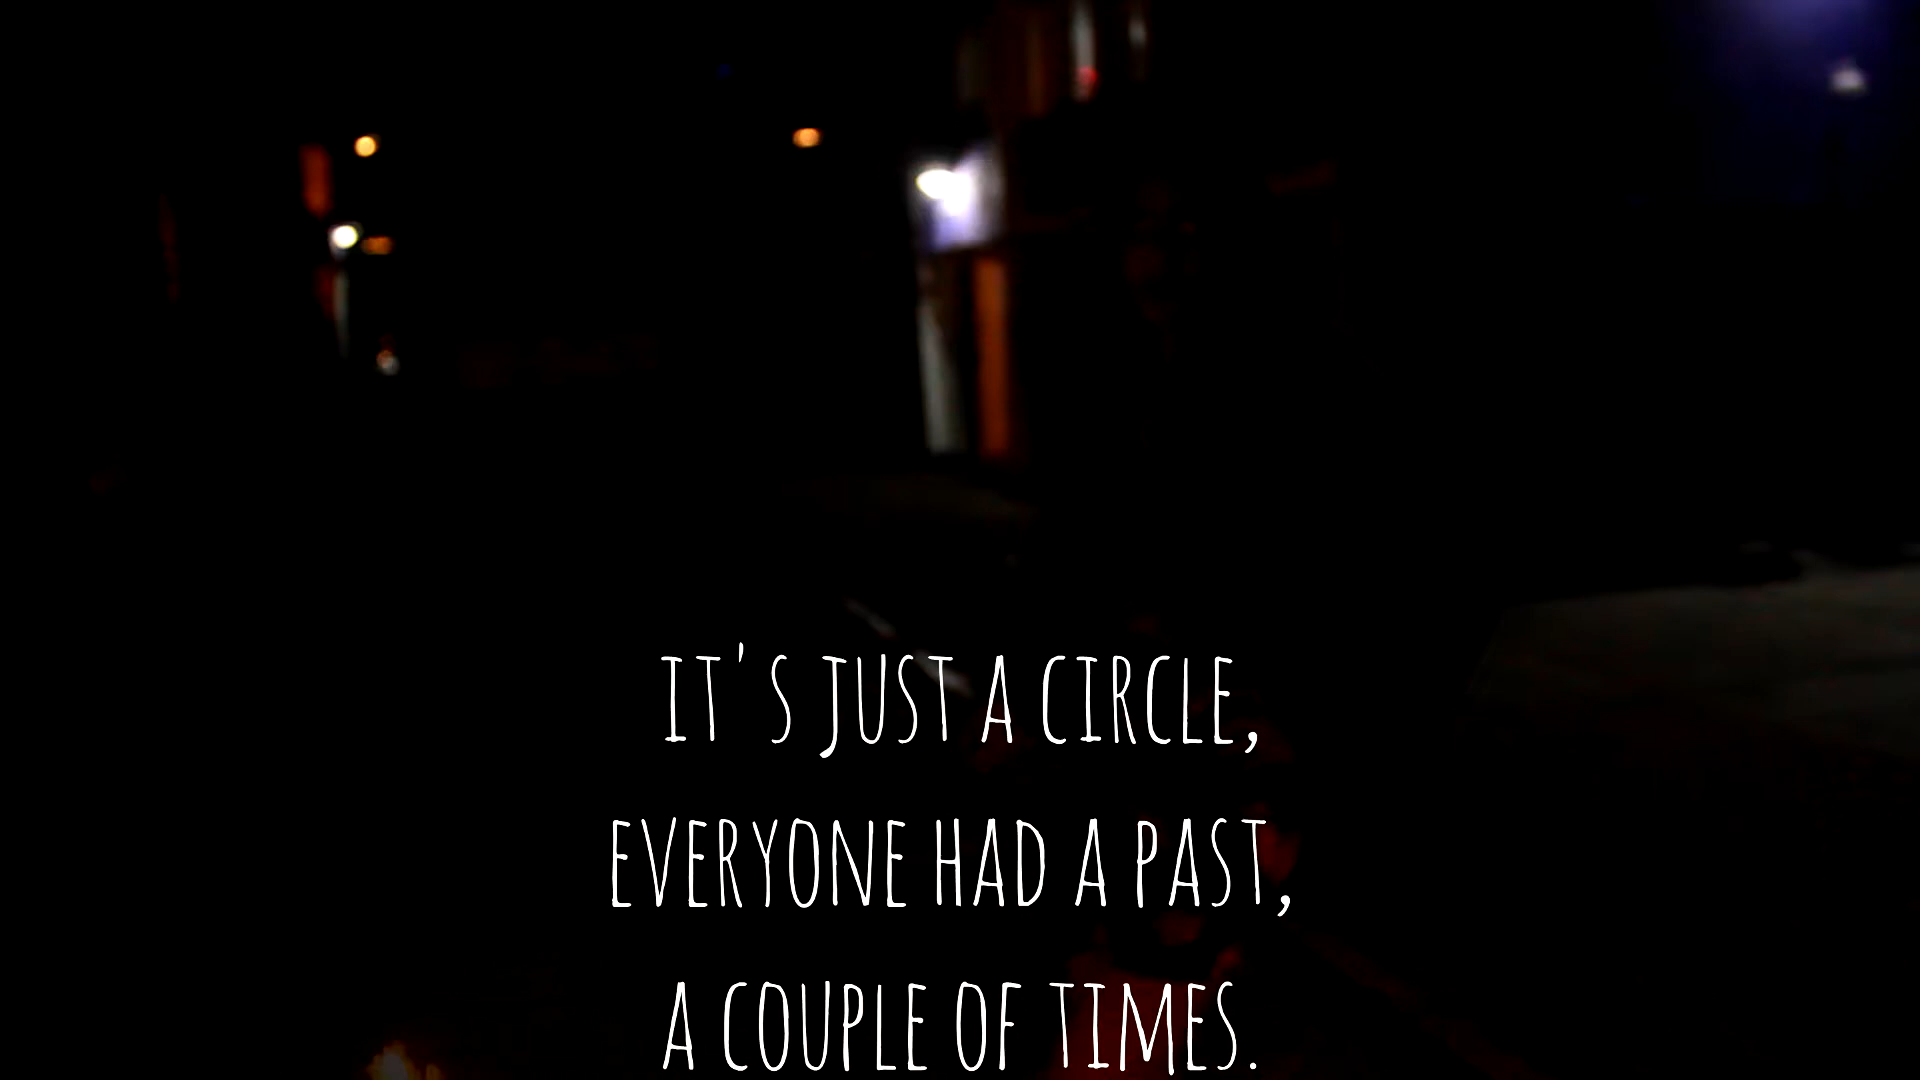 IT'S JUST A CIRCLE,
EVERYONE HAD A PAST,
A COUPLE OF TIMES.